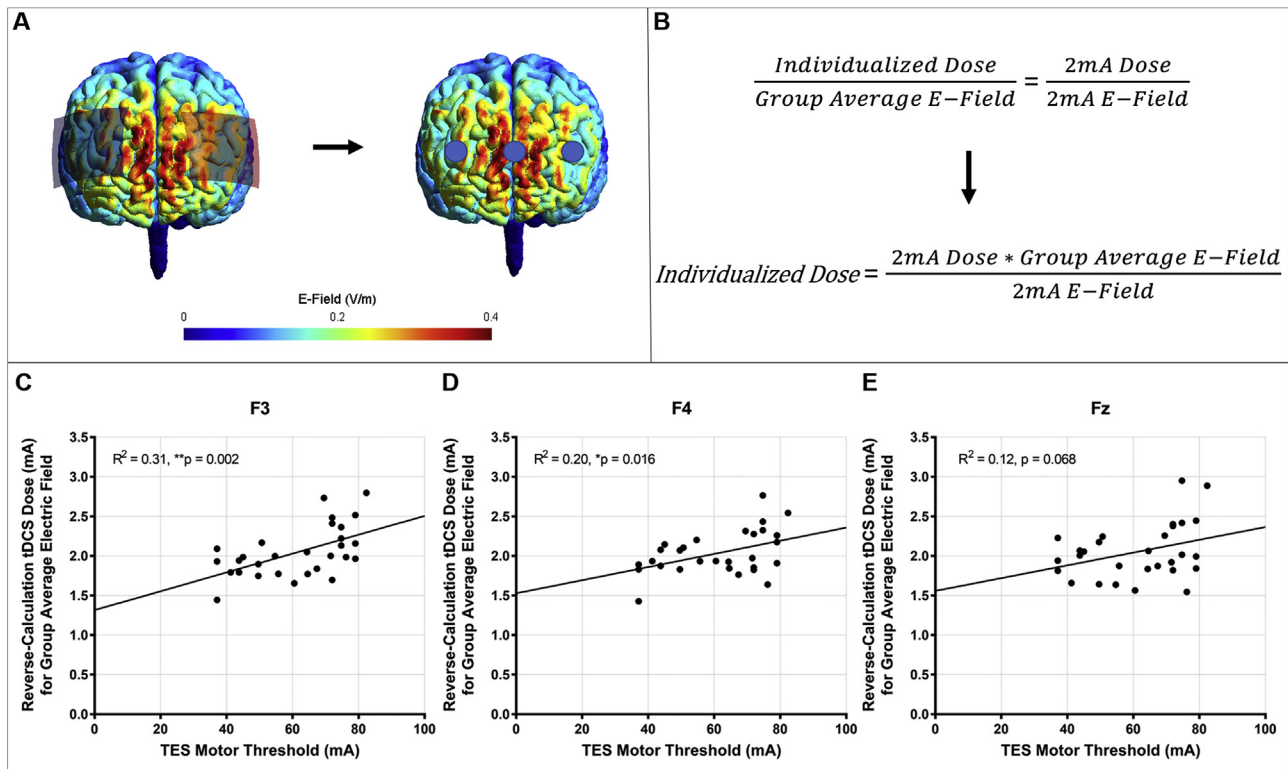 A
E-Field (V/m)
0 0.2 0.4
B
Individualized Dose
Group Average E−Field
=
2mA Dose
2mA E−Field
Individualized Dose =
2mA Dose ∗ Group Average E−Field
2mA E−Field
C
F3
R² = 0.31, **p = 0.002
Reverse-Calculation tDCS Dose (mA)
for Group Average Electric Field
3.5
3.0
2.5
2.0
1.5
1.0
0.5
0.0
0 20 40 60 80 100
TES Motor Threshold (mA)
D
F4
R² = 0.20, *p = 0.016
Reverse-Calculation tDCS Dose (mA)
for Group Average Electric Field
3.5
3.0
2.5
2.0
1.5
1.0
0.5
0.0
0 20 40 60 80 100
TES Motor Threshold (mA)
E
Fz
R² = 0.12, p = 0.068
Reverse-Calculation tDCS Dose (mA)
for Group Average Electric Field
3.5
3.0
2.5
2.0
1.5
1.0
0.5
0.0
0 20 40 60 80 100
TES Motor Threshold (mA)